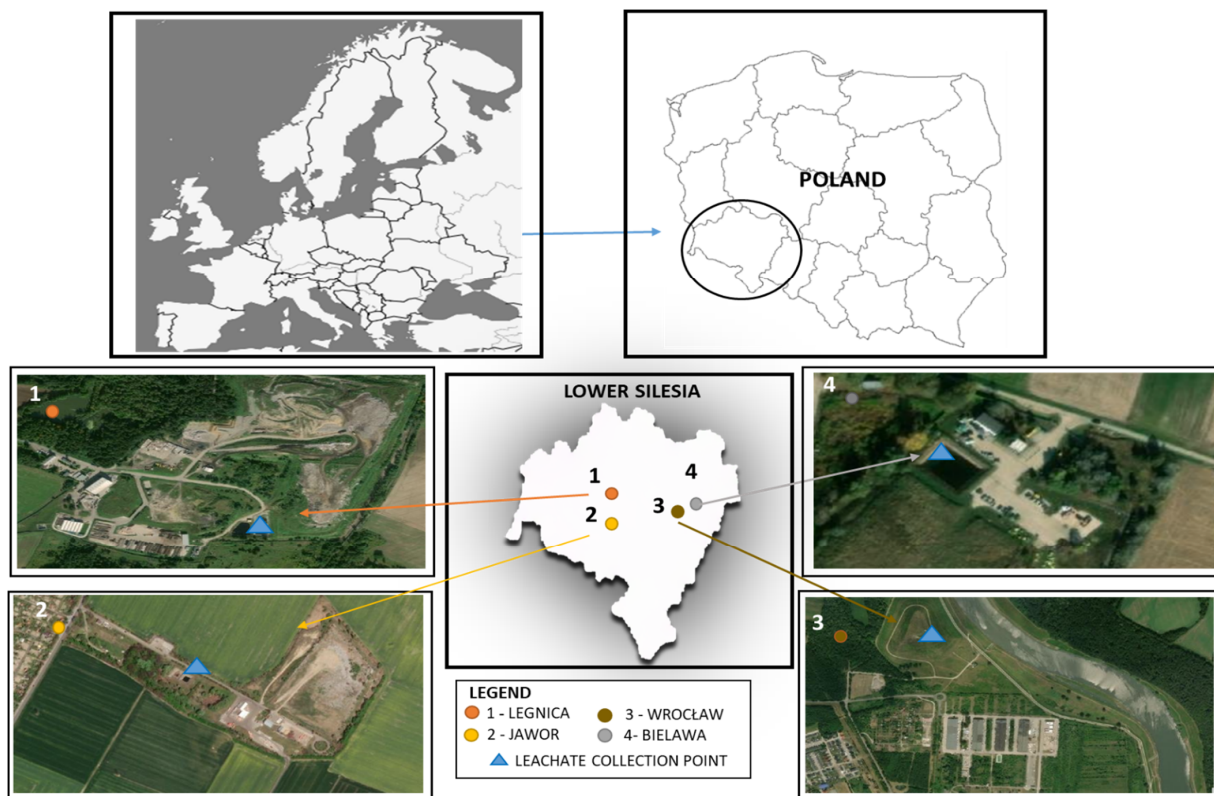 POLAND
1
LOWER SILESIA
4
1
4
2
3
2
3
LEGEND
1 - LEGNICA
3 - WROCŁAW
2 - JAWOR
4- BIELAWA
LEACHATE COLLECTION POINT